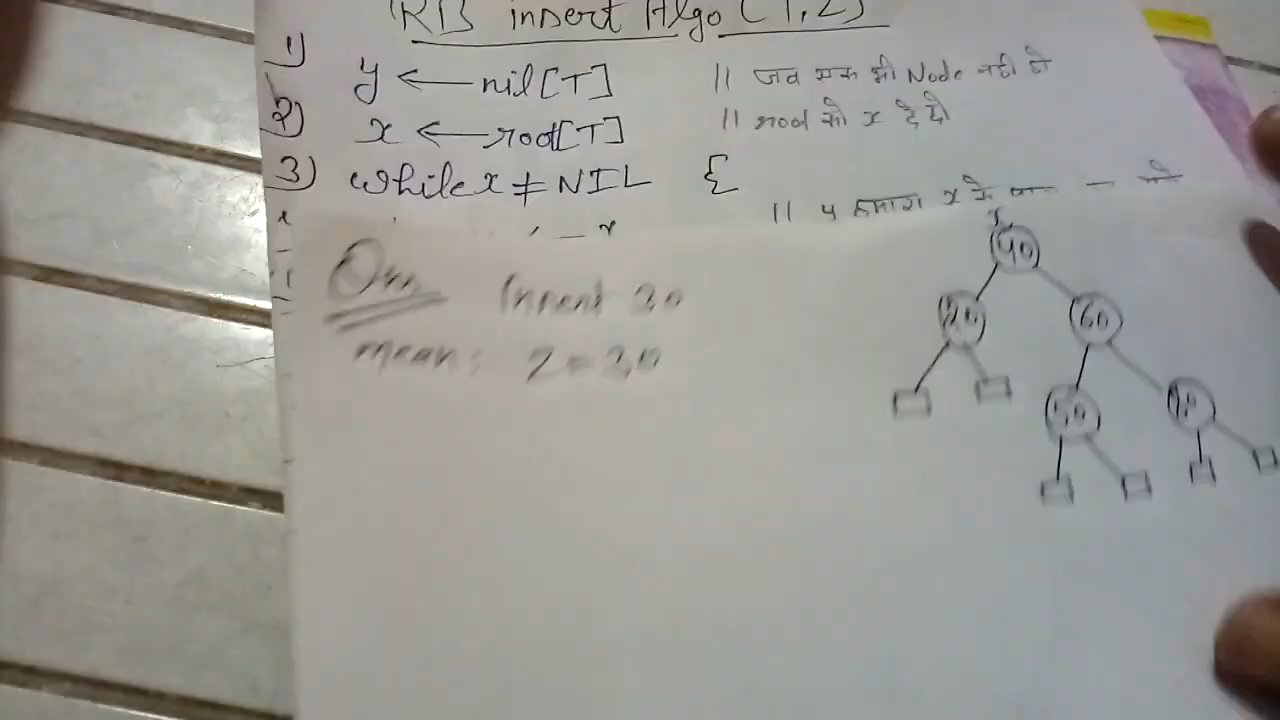 RB insert Algo (T,Z)
1) y ← nil[T] // जब एक भी Node नही हो
2) x ← root[T] // root को x दे दो
3) while x ≠ NIL {
// y हमारा x के
Insert 30
mean: Z = 30
40
20 60
50